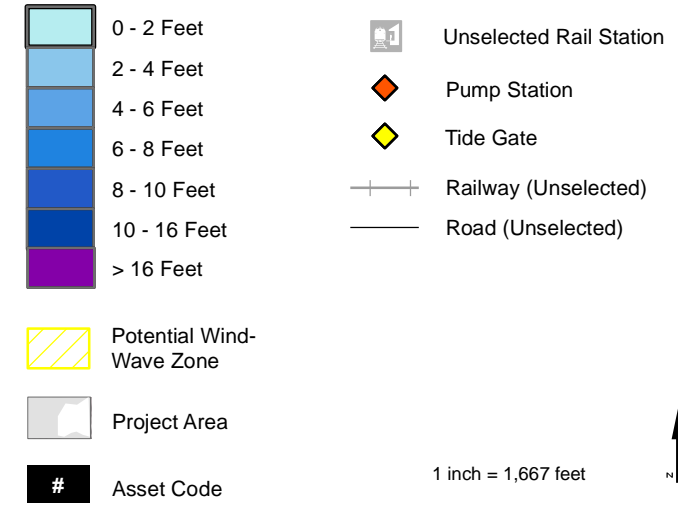 0 - 2 Feet
2 - 4 Feet
4 - 6 Feet
6 - 8 Feet
8 - 10 Feet
10 - 16 Feet
> 16 Feet
Potential Wind-
Wave Zone
Project Area
# Asset Code
Unselected Rail Station
Pump Station
Tide Gate
Railway (Unselected)
Road (Unselected)
1 inch = 1,667 feet
N